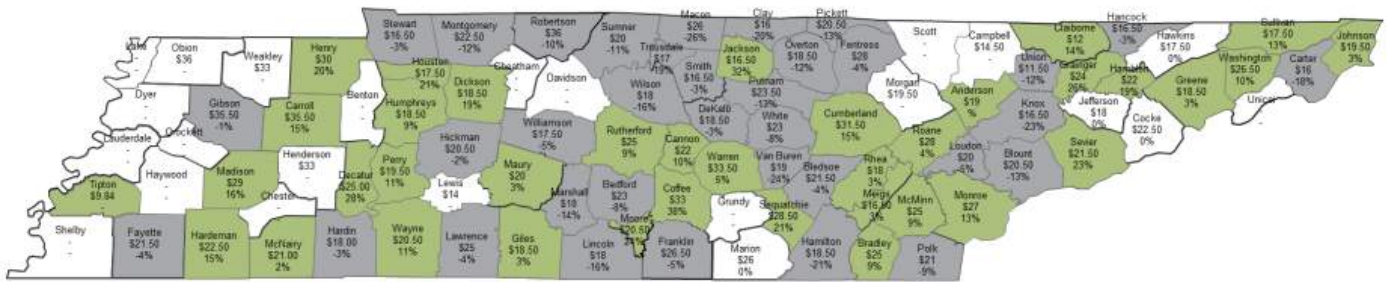 Lake
-
-
Obion
$36
-
Weakley
$33
-
Henry
$30
20%
Stewart
$16.50
-3%
Montgomery
$22.50
-12%
Robertson
$36
-10%
Sumner
$20
-11%
Macon
$26
-26%
Clay
$16
-20%
Pickett
$20.50
-13%
Scott
-
-
Campbell
$14.50
-
Claiborne
$12
14%
Hancock
$16.50
-3%
Hawkins
$17.50
0%
Sullivan
$17.50
13%
Johnson
$19.50
3%
Dyer
-
-
Gibson
$35.50
-1%
Carroll
$35.50
15%
Benton
-
-
Houston
$17.50
21%
Humphreys
$18.50
9%
Dickson
$18.50
19%
Cheatham
-
-
Davidson
-
-
Wilson
$18
-16%
Trousdale
$17
-19%
Smith
$16.50
-3%
Jackson
$16.50
32%
Putnam
$23.50
-13%
Overton
$18.50
-12%
Fentress
$28
-4%
Morgan
$19.50
-
Anderson
$19
%
Union
$11.50
-12%
Grainger
$24
26%
Hamblen
$22
19%
Greene
$18.50
3%
Washington
$26.50
10%
Carter
$16
-18%
Unicoi
-
Lauderdale
-
-
Crockett
-
-
Haywood
-
-
Madison
$29
16%
Henderson
$33
-
Chester
-
Decatur
$25.00
28%
Perry
$19.50
11%
Hickman
$20.50
-2%
Lewis
$14
-
Williamson
$17.50
-5%
Maury
$20
3%
Rutherford
$25
9%
Cannon
$22
10%
DeKalb
$18.50
-3%
Warren
$33.50
5%
White
$23
-8%
Van Buren
$19
-24%
Cumberland
$31.50
15%
Bledsoe
$21.50
-4%
Rhea
$18
3%
Roane
$28
4%
Loudon
$20
-5%
Knox
$16.50
-23%
Blount
$20.50
-13%
Sevier
$21.50
23%
Jefferson
$18
0%
Cocke
$22.50
0%
Tipton
$9.84
-
Shelby
-
-
Fayette
$21.50
-4%
Hardeman
$22.50
15%
McNairy
$21.00
2%
Hardin
$18.00
-3%
Wayne
$20.50
11%
Lawrence
$25
-4%
Giles
$18.50
3%
Marshall
$18
-14%
Bedford
$23
Lincoln
$18
-16%
Moore
$20.50
24%
Coffee
$33
38%
Franklin
$26.50
-5%
Grundy
-
-
Marion
$26
0%
Sequatchie
$28.50
21%
Hamilton
$18.50
-21%
Meigs
3%
McMinn
$25
9%
Bradley
$25
9%
Polk
$21
-9%
Monroe
$27
13%